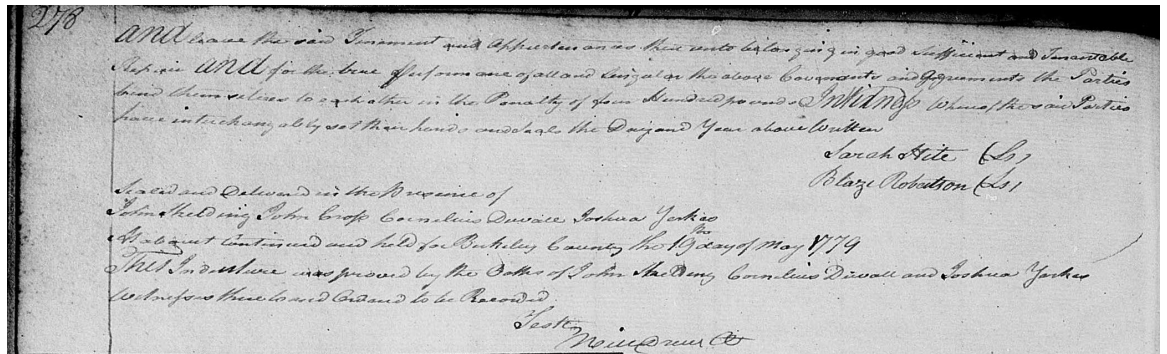 278
and leave the said Tenement and Appurtenances thereunto belonging in good Sufficient and Tenantable
Repair and for the true Performance of all and Singular the above Covenants and Agreements the Parties
bind themselves to each other in the Penalty of four Hundred pounds In Witness whereof the said Parties
have interchangably set their hands and Seals the Day and Year above Written
Sarah Hite (Ls)
Blaze Robertson (Ls)
Sealed and Delivered in the Presence of
John Shelding John Cross Cornelius Duvall Joshua Yorkes
At a Court Continued and held for Berkeley County the 19 day of May 1779
This Indenture was proved by the Oaths of John Shelding Cornelius Duvall and Joshua Yorkes
Witnesses thereto and Ordered to be Recorded
Test
Will Drew